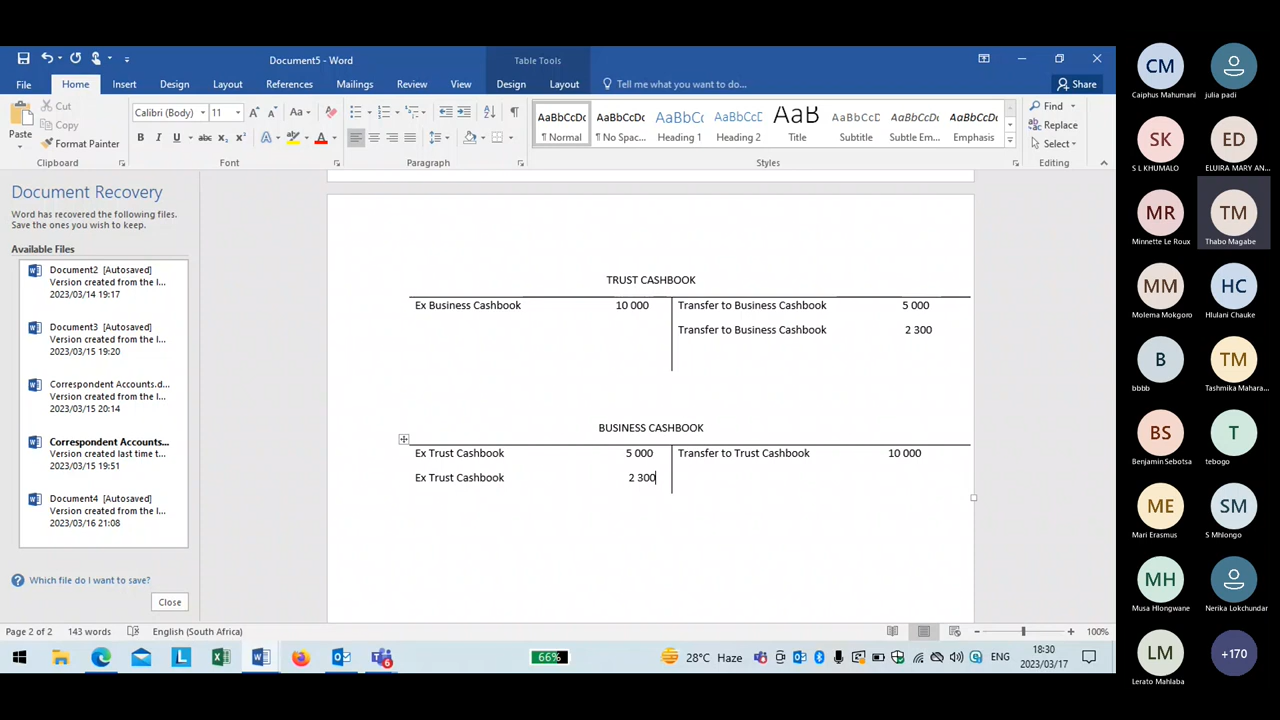 Document5 - Word
Table Tools
File Home Insert Design Layout References Mailings Review View Design Layout Tell me what you want to do... Share
Paste
Cut
Copy
Format Painter
Calibri (Body) 11
AaBbCcDc AaBbCcDc AaBbCc AaBbCcD AaB AaBbCcD AaBbCcDc AaBbCcDc
¶ Normal ¶ No Spac... Heading 1 Heading 2 Title Subtitle Subtle Em... Emphasis
Find
Replace
Select
Clipboard Font Paragraph Styles Editing
Document Recovery
Word has recovered the following files.
Save the ones you wish to keep.
Available Files
Document2 [Autosaved]
Version created from the l...
2023/03/14 19:17
Document3 [Autosaved]
Version created from the l...
2023/03/15 19:20
Correspondent Accounts.d...
Version created from the l...
2023/03/15 20:14
Correspondent Accounts...
Version created last time t...
2023/03/15 19:51
Document4 [Autosaved]
Version created from the l...
2023/03/16 21:08
Which file do I want to save?
Close
TRUST CASHBOOK
Ex Business Cashbook 10 000 Transfer to Business Cashbook 5 000
Transfer to Business Cashbook 2 300
BUSINESS CASHBOOK
Ex Trust Cashbook 5 000 Transfer to Trust Cashbook 10 000
Ex Trust Cashbook 2 300
Page 2 of 2 143 words English (South Africa) 100%
66% 28°C Haze ENG 18:30
2023/03/17
CM
Caiphus Mahumani
julia padi
SK
S L KHUMALO
ED
ELUIRA MARY AN...
MR
Minnette Le Roux
TM
Thabo Magabe
MM
Molema Mokgoro
HC
Hlulani Chauke
B
bbbb
TM
Tashmika Mahara...
BS
Benjamin Sebotsa
T
tebogo
ME
Mari Erasmus
SM
S Mhlongo
MH
Musa Hlongwane
Nerika Lokchundar
LM
Lerato Mahlaba
+170